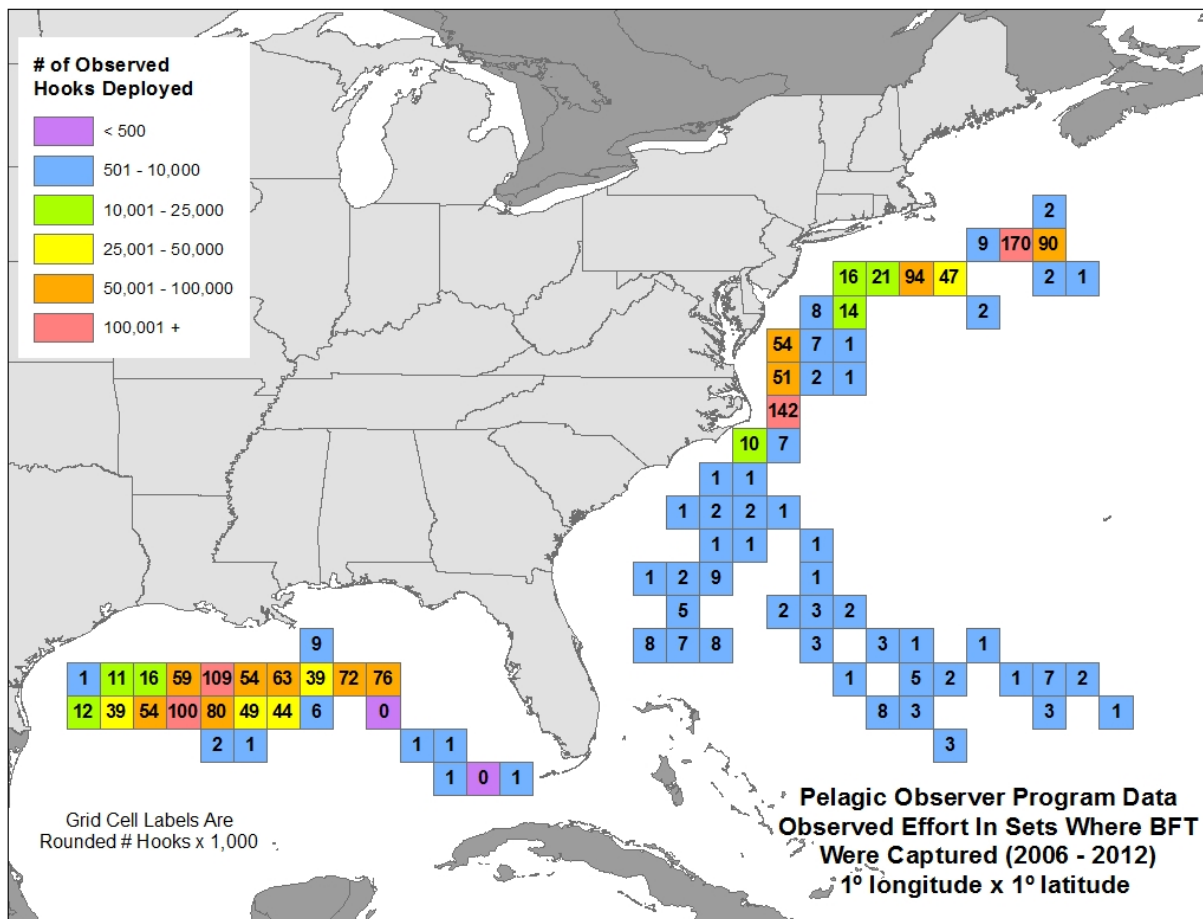 # of Observed
Hooks Deployed
< 500
501 - 10,000
10,001 - 25,000
25,001 - 50,000
50,001 - 100,000
100,001 +
2
9 170 90
16 21 94 47 2 1
8 14 2
54 7 1
51 2 1
142
10 7
1 1
1 2 2 1
1 1 1
1 2 9 1
5 2 3 2
9 8 7 8 3 3 1 1
1 11 16 59 109 54 63 39 72 76 1 5 2 1 7 2
12 39 54 100 80 49 44 6 0 8 3 3 1
2 1 1 1 3
1 0 1
Grid Cell Labels Are
Rounded # Hooks x 1,000
Pelagic Observer Program Data
Observed Effort In Sets Where BFT
Were Captured (2006 - 2012)
1º longitude x 1º latitude